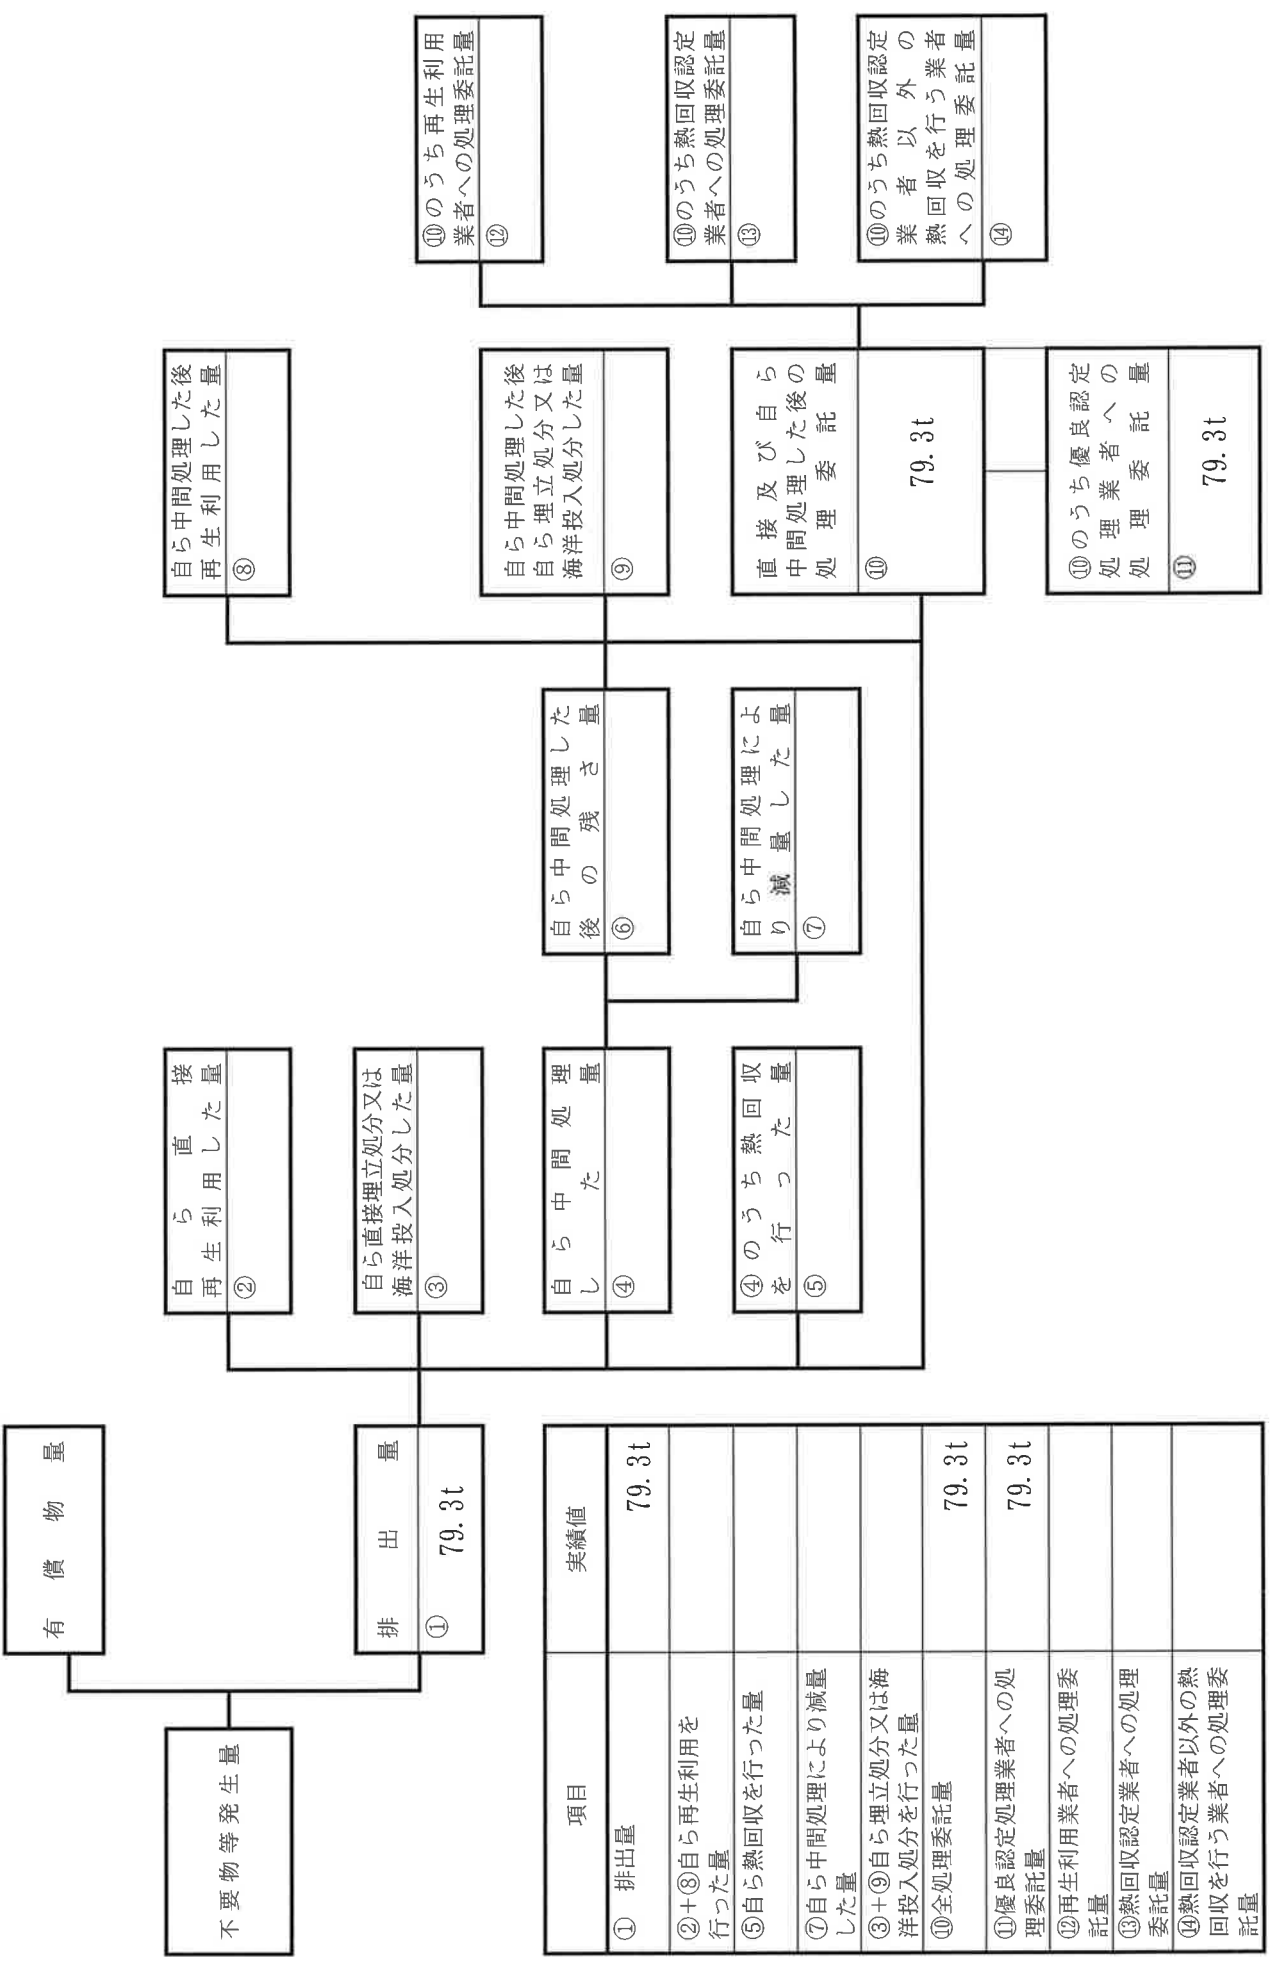 不要物等発生量
有償物量
排出量
① 79.3t
自ら直接
再生利用した量
②
自ら直接埋立処分又は
海洋投入処分した量
③
自ら中間処理
した量
④
④のうち熱回収
を行った量
⑤
自ら中間処理した
後の残さ量
⑥
自ら中間処理によ
り減量した量
⑦
自ら中間処理した後
再生利用した量
⑧
自ら中間処理した後
自ら埋立処分又は
海洋投入処分した量
⑨
直接及び自ら
中間処理した後の
処理委託量
⑩ 79.3t
⑩のうち優良認定
処理業者への
処理委託量
⑪ 79.3t
⑩のうち再生利用
業者への処理委託量
⑫
⑩のうち熱回収認定
業者への処理委託量
⑬
⑩のうち熱回収認定
業者以外の
熱回収を行う業者
への処理委託量
⑭
項目 実績値
① 排出量 79.3t
②+⑧自ら再生利用を
行った量
⑤自ら熱回収を行った量
⑦自ら中間処理により減量
した量
③+⑨自ら埋立処分又は海
洋投入処分を行った量
⑩全処理委託量 79.3t
⑪優良認定処理業者への処
理委託量 79.3t
⑫再生利用業者への処理委
託量
⑬熱回収認定業者への処理
委託量
⑭熱回収認定業者以外の熱
回収を行う業者への処理委
託量